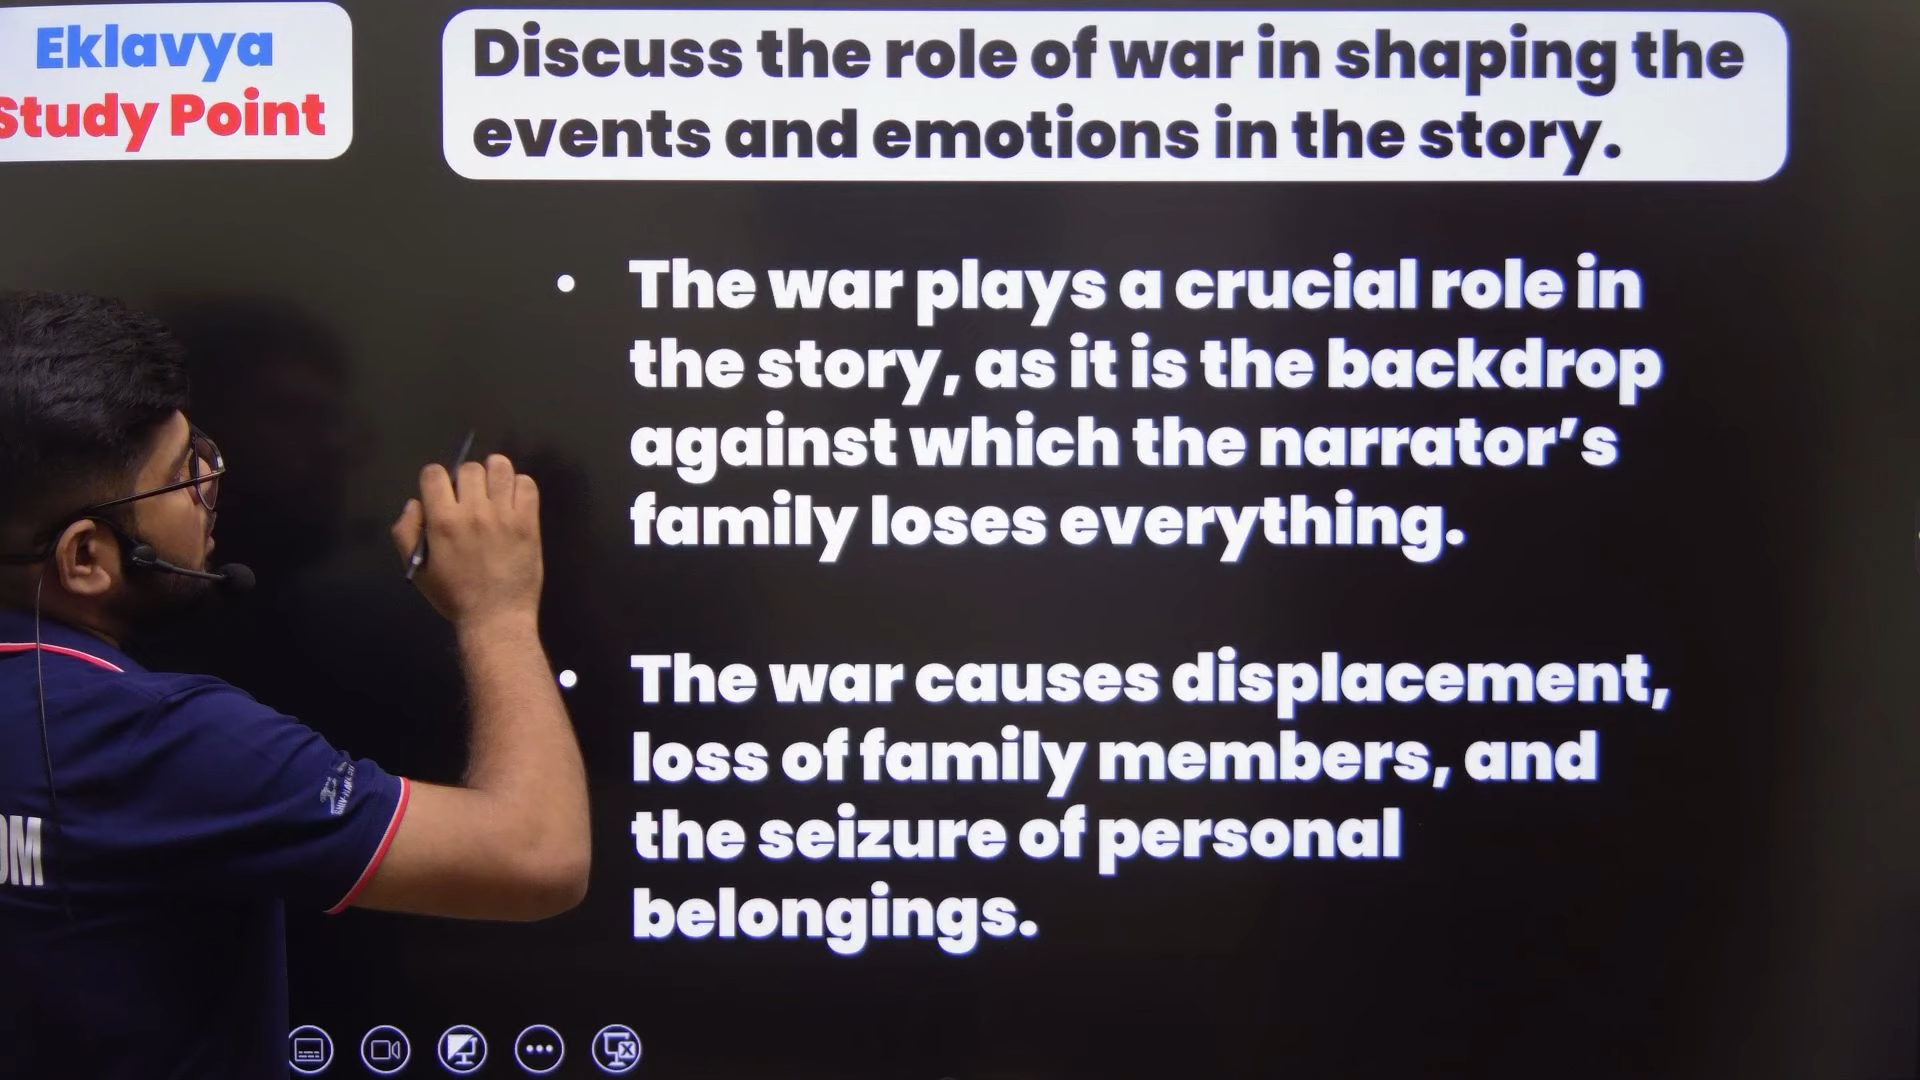 Eklavya
Study Point
Discuss the role of war in shaping the
events and emotions in the story.
• The war plays a crucial role in
the story, as it is the backdrop
against which the narrator’s
family loses everything.
• The war causes displacement,
loss of family members, and
the seizure of personal
belongings.
OM